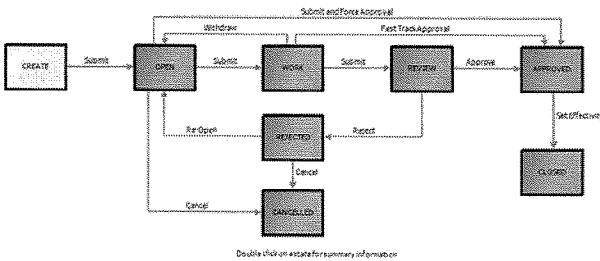 Submit and Force Approval
Withdraw
Fast Track Approval
CREATE
Submit
OPEN
Submit
WORK
Submit
REVIEW
Approve
APPROVED
Re-Open
REJECTED
Reject
Set Effective
Cancel
CLOSED
Cancel
CANCELLED
Double click on a state for summary information